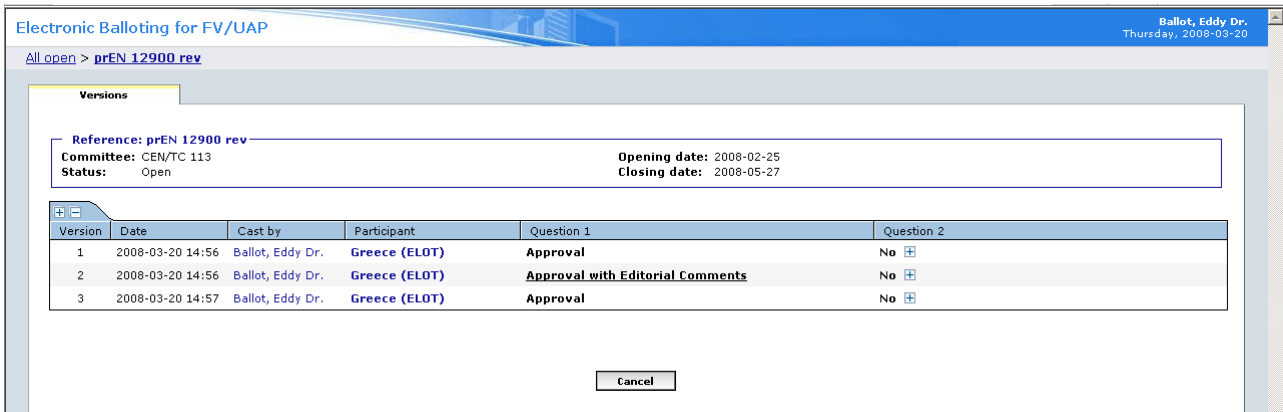 Electronic Balloting for FV/UAP
Ballot, Eddy Dr.
Thursday, 2008-03-20
All open > prEN 12900 rev
Versions
Reference: prEN 12900 rev
Committee: CEN/TC 113 Opening date: 2008-02-25
Status: Open Closing date: 2008-05-27
Version Date Cast by Participant Question 1 Question 2
1 2008-03-20 14:56 Ballot, Eddy Dr. Greece (ELOT) Approval No
2 2008-03-20 14:56 Ballot, Eddy Dr. Greece (ELOT) Approval with Editorial Comments No
3 2008-03-20 14:57 Ballot, Eddy Dr. Greece (ELOT) Approval No
Cancel